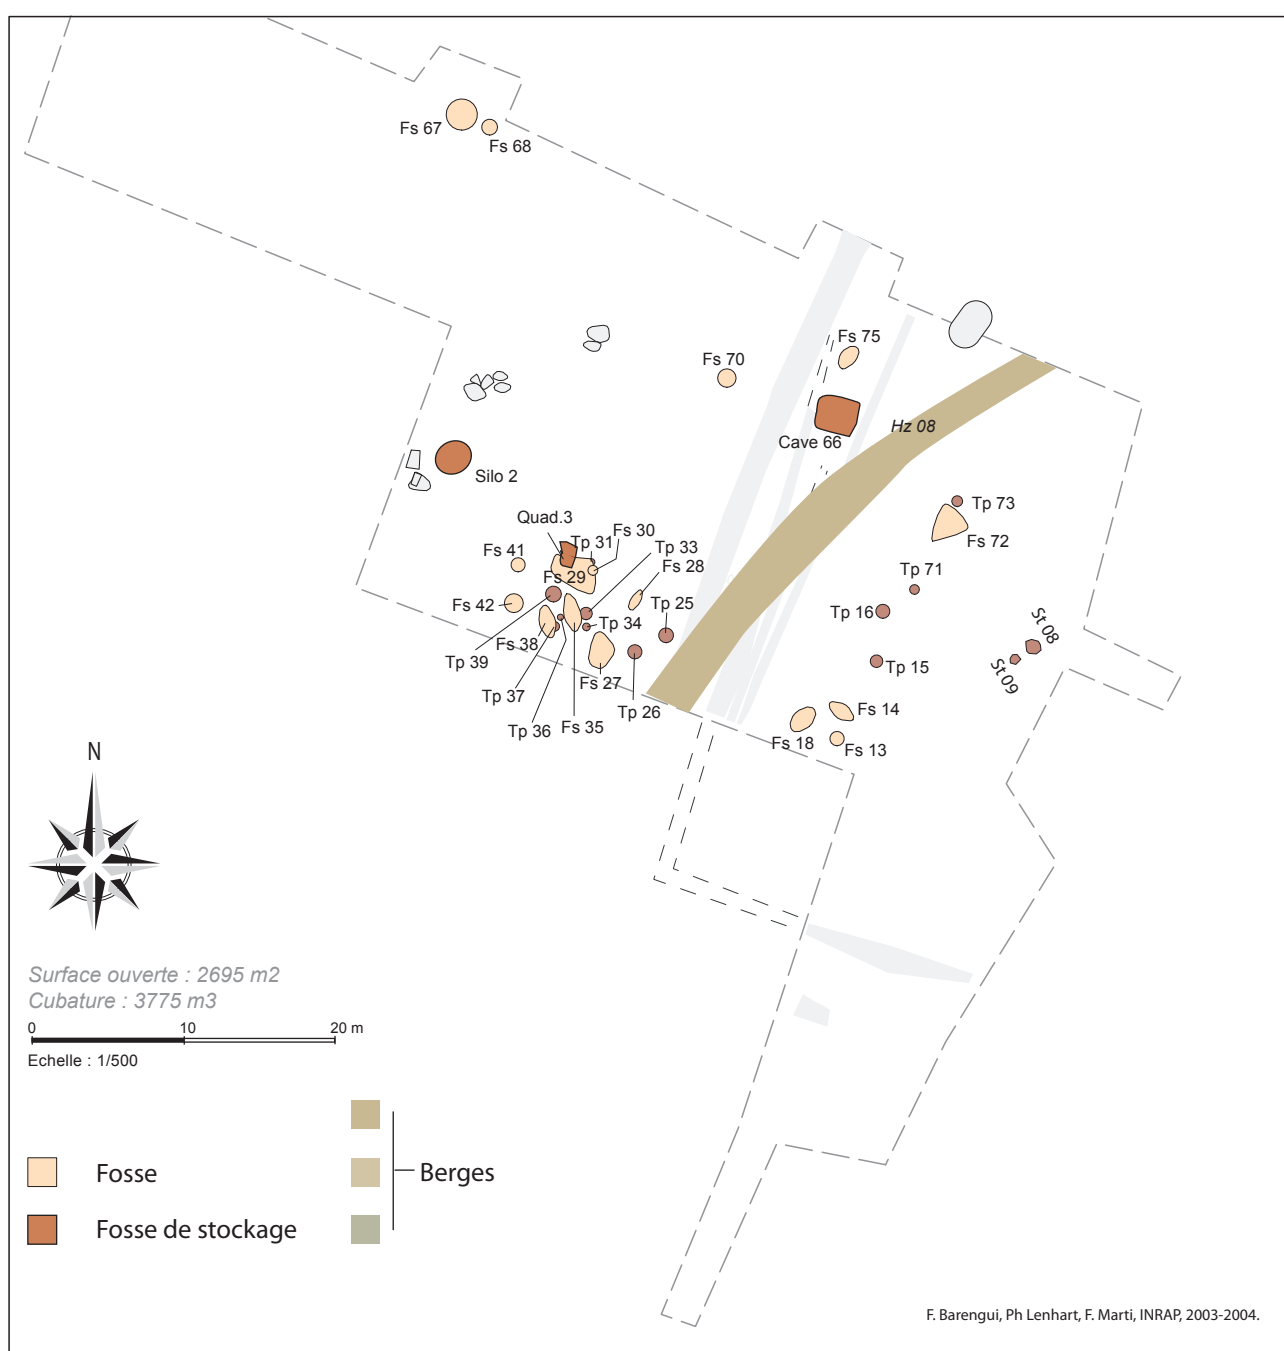 Fs 67
Fs 68
Fs 75
Fs 70
Hz 08
Cave 66
Silo 2
Tp 73
Fs 72
Quad.3
Fs 30
Tp 31
Tp 33
Fs 41
Fs 29
Fs 28
Tp 71
Fs 42
Tp 25
Tp 16
St 08
Tp 34
Fs 38
Tp 39
Tp 15
St 09
Fs 27
Tp 37
Tp 26
Fs 14
Tp 36
Fs 35
Fs 18
Fs 13
N
Surface ouverte : 2695 m2
Cubature : 3775 m3
0 10 20 m
Echelle : 1/500
Fosse
Berges
Fosse de stockage
F. Barengui, Ph Lenhart, F. Marti, INRAP, 2003-2004.